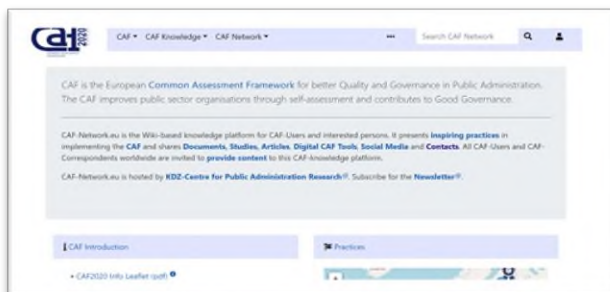 caf 2020
CAF CAF Knowledge CAF Network ••• Search CAF Network
CAF is the European Common Assessment Framework for better Quality and Governance in Public Administration.
The CAF improves public sector organisations through self-assessment and contributes to Good Governance.
CAF-Network.eu is the Wiki-based knowledge platform for CAF-Users and interested persons. It presents inspiring practices in
implementing the CAF and shares Documents, Studies, Articles, Digital CAF Tools, Social Media and Contacts. All CAF-Users and CAF-
Correspondents worldwide are invited to provide content to this CAF-knowledge platform.
CAF-Network.eu is hosted by KDZ-Centre for Public Administration Research. Subscribe for the Newsletter.
CAF Introduction
Practices
• CAF2020 Info Leaflet (pdf)